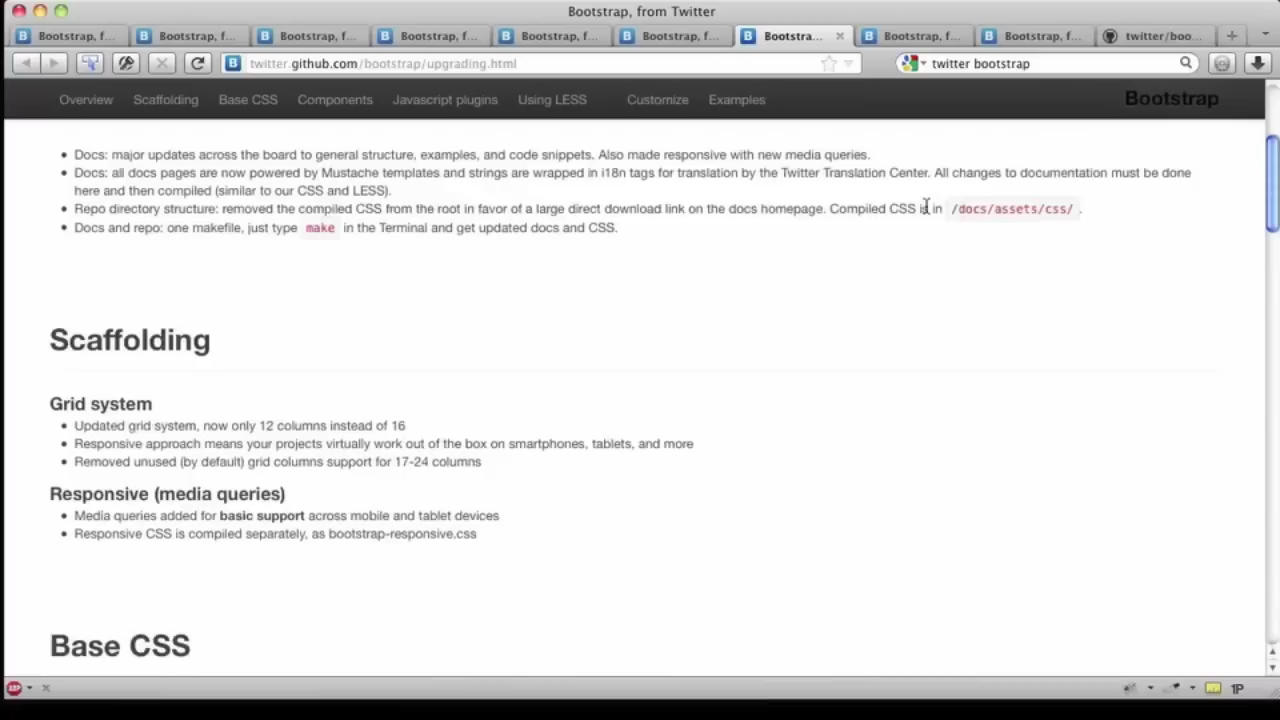 Bootstrap, from Twitter
Bootstrap, f... Bootstrap, f... Bootstrap, f... Bootstrap, f... Bootstrap, f... Bootstrap, f... Bootstra... Bootstrap, f... Bootstrap, f... twitter/boo...
twitter.github.com/bootstrap/upgrading.html twitter bootstrap
Overview Scaffolding Base CSS Components Javascript plugins Using LESS Customize Examples Bootstrap
Docs: major updates across the board to general structure, examples, and code snippets. Also made responsive with new media queries.
Docs: all docs pages are now powered by Mustache templates and strings are wrapped in i18n tags for translation by the Twitter Translation Center. All changes to documentation must be done
here and then compiled (similar to our CSS and LESS).
Repo directory structure: removed the compiled CSS from the root in favor of a large direct download link on the docs homepage. Compiled CSS is in /docs/assets/css/ .
Docs and repo: one makefile, just type make in the Terminal and get updated docs and CSS.
Scaffolding
Grid system
Updated grid system, now only 12 columns instead of 16
Responsive approach means your projects virtually work out of the box on smartphones, tablets, and more
Removed unused (by default) grid columns support for 17-24 columns
Responsive (media queries)
Media queries added for basic support across mobile and tablet devices
Responsive CSS is compiled separately, as bootstrap-responsive.css
Base CSS
ABP 1P